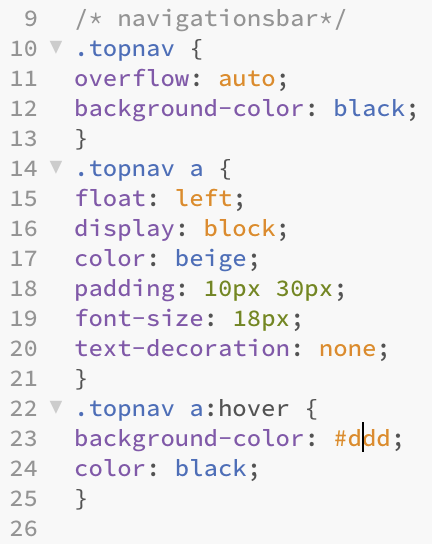 9 /* navigationsbar*/
10 .topnav {
11 overflow: auto;
12 background-color: black;
13 }
14 .topnav a {
15 float: left;
16 display: block;
17 color: beige;
18 padding: 10px 30px;
19 font-size: 18px;
20 text-decoration: none;
21 }
22 .topnav a:hover {
23 background-color: #ddd;
24 color: black;
25 }
26